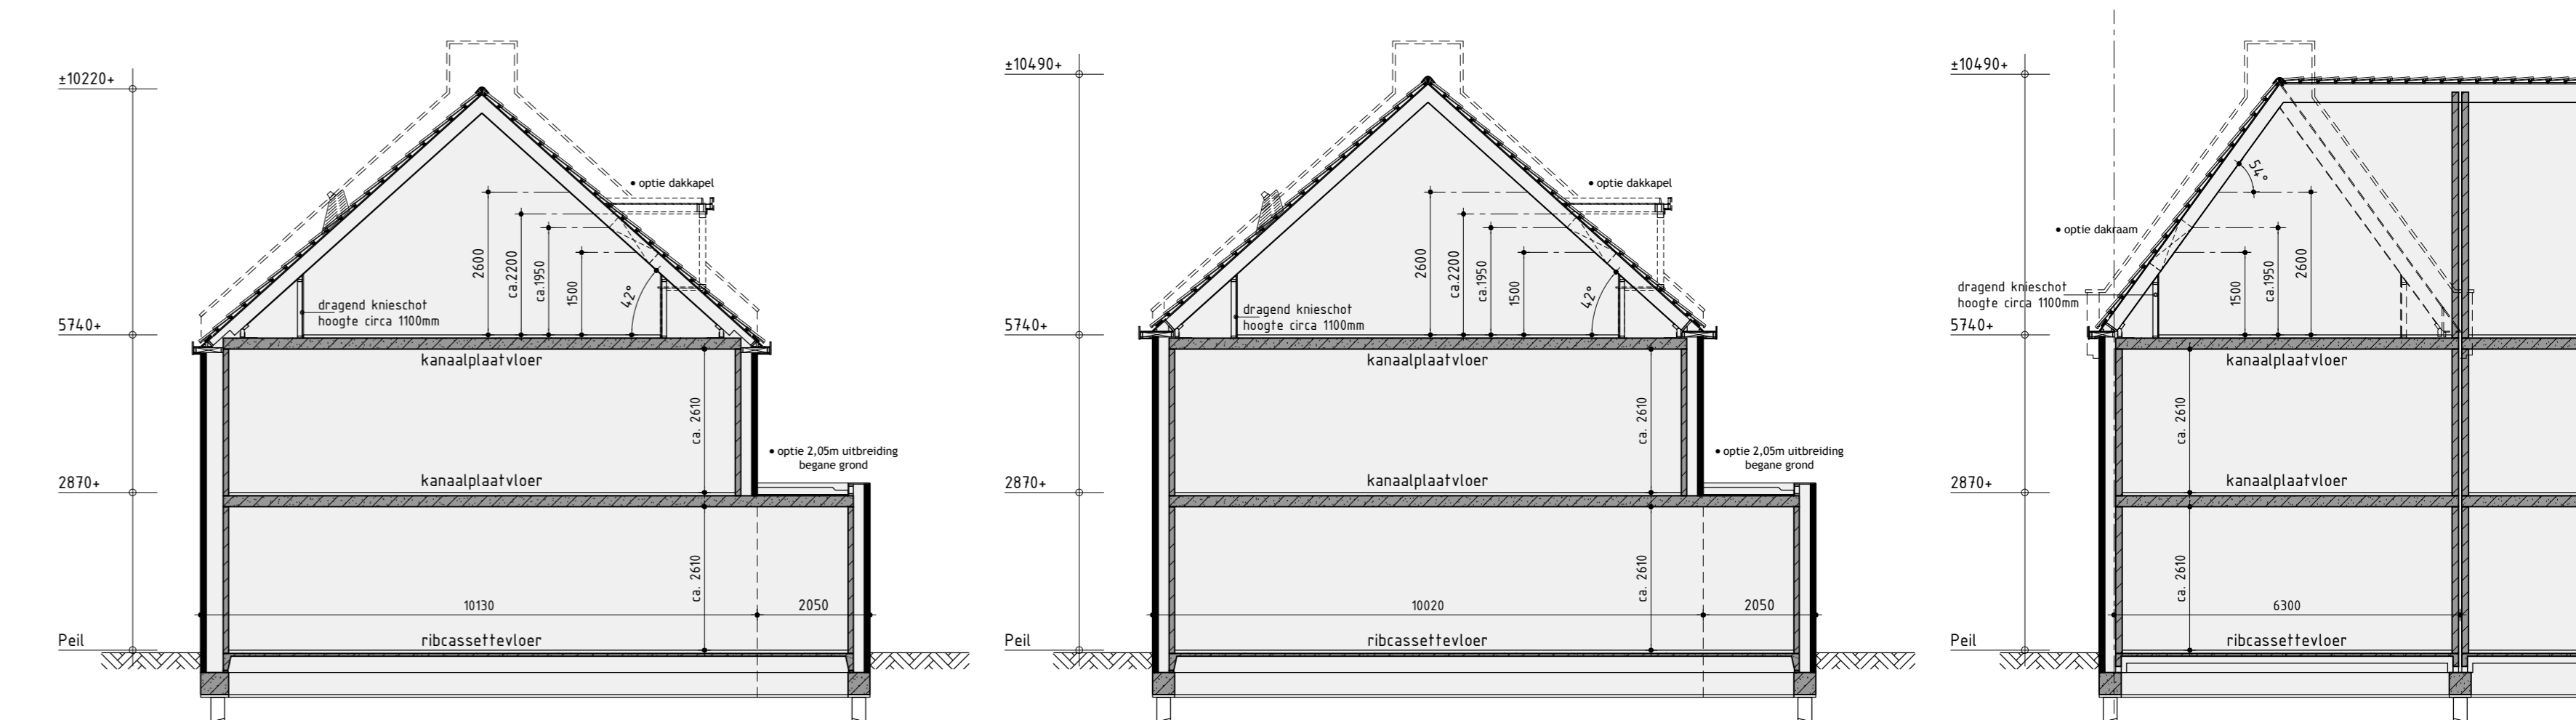 ±10220+
• optie dakkapel
2600
ca.2200
ca.1950
1500
42°
dragend knieschot
hoogte circa 1100mm
5740+
kanaalplaatvloer
ca. 2610
• optie 2,05m uitbreiding
begane grond
kanaalplaatvloer
2870+
ca. 2610
10130
2050
Peil
ribcassettevloer
±10490+
• optie dakkapel
2600
ca.2200
ca.1950
1500
42°
dragend knieschot
hoogte circa 1100mm
5740+
kanaalplaatvloer
ca. 2610
• optie 2,05m uitbreiding
begane grond
kanaalplaatvloer
2870+
ca. 2610
10020
2050
Peil
ribcassettevloer
±10490+
54°
• optie dakraam
1500
ca.1950
2600
dragend knieschot
hoogte circa 1100mm
5740+
kanaalplaatvloer
ca. 2610
kanaalplaatvloer
2870+
ca. 2610
6300
Peil
ribcassettevloer